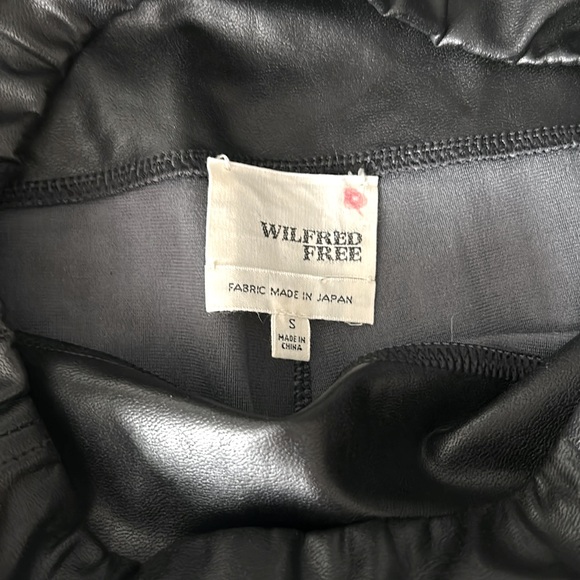 WILFRED
FREE
FABRIC MADE IN JAPAN
S
MADE IN
CHINA